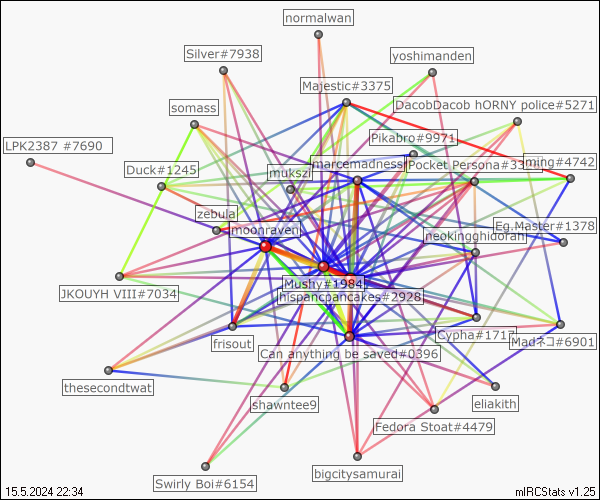 normalwan
Silver#7938
yoshimanden
Majestic#3375
DacobDacob hORNY police#5271
somass
Pikabro#9971
LPK2387 #7690
marcemadness
Pocket Persona#33
ming#4742
Duck#1245
mukszi
zebula
Eg.Master#1378
moonraven
neokingghidorah
Mushy#1984
JKOUYH VIII#7034
hispancpancakes#2928
Cypha#1717
Madネコ#6901
frisout
Can anything be saved#0396
thesecondtwat
shawntee9
eliakith
Fedora Stoat#4479
bigcitysamurai
Swirly Boi#6154
15.5.2024 22:34
mIRCStats v1.25